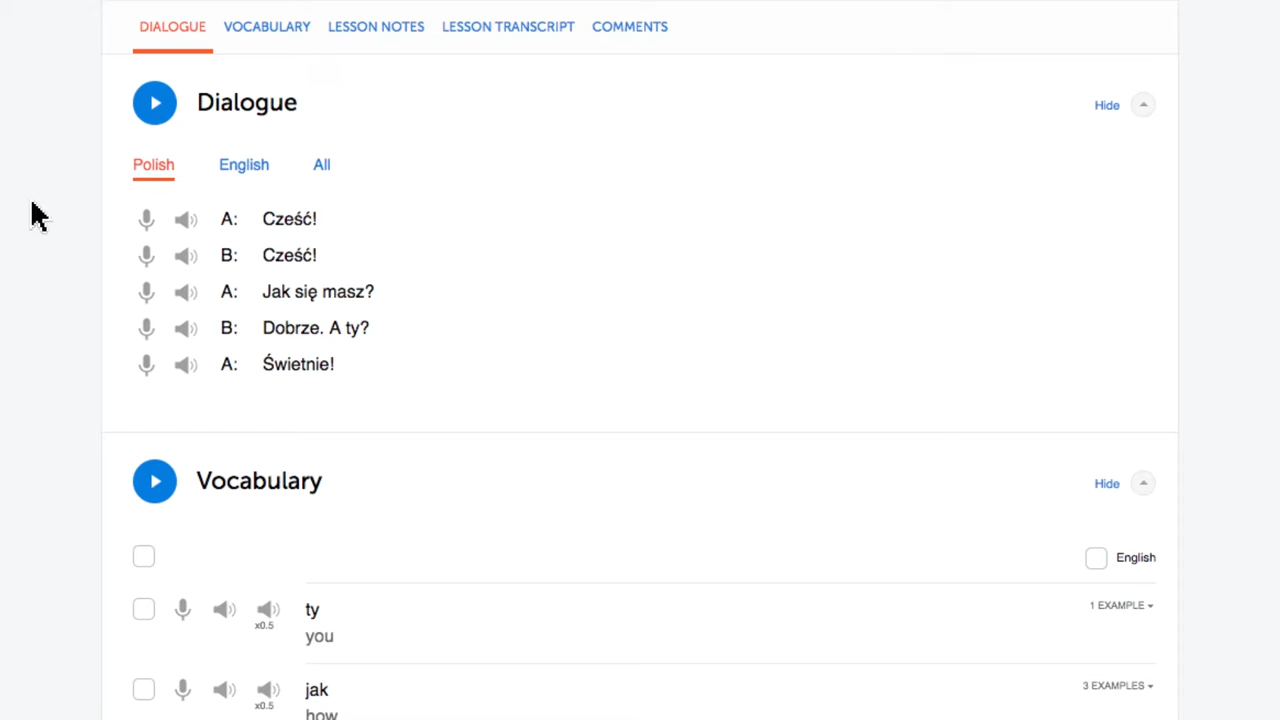 DIALOGUE VOCABULARY LESSON NOTES LESSON TRANSCRIPT COMMENTS
Dialogue
Hide
Polish English All
A: Cześć!
B: Cześć!
A: Jak się masz?
B: Dobrze. A ty?
A: Świetnie!
Vocabulary
Hide
English
ty
1 EXAMPLE
x0.5
you
jak
3 EXAMPLES
x0.5
how